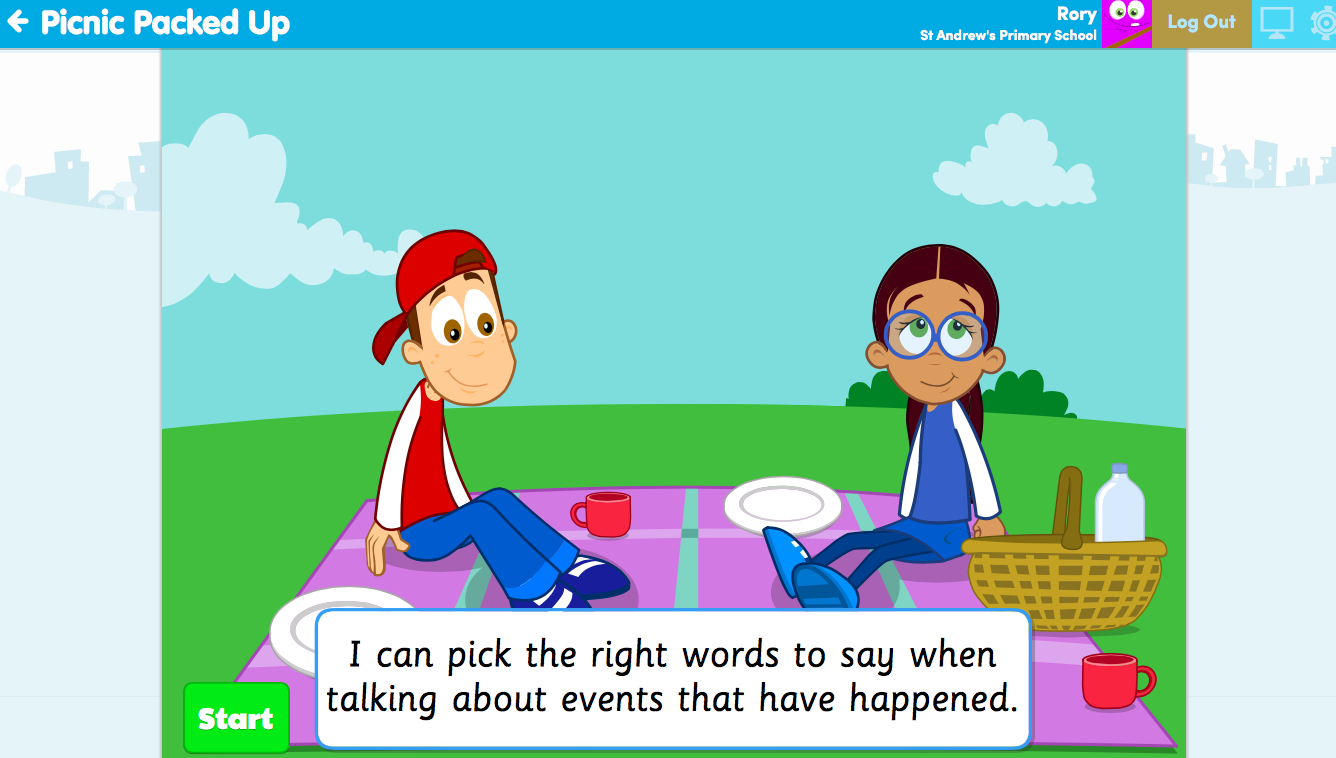 Picnic Packed Up
Rory
St Andrew's Primary School
Log Out
I can pick the right words to say when
talking about events that have happened.
Start